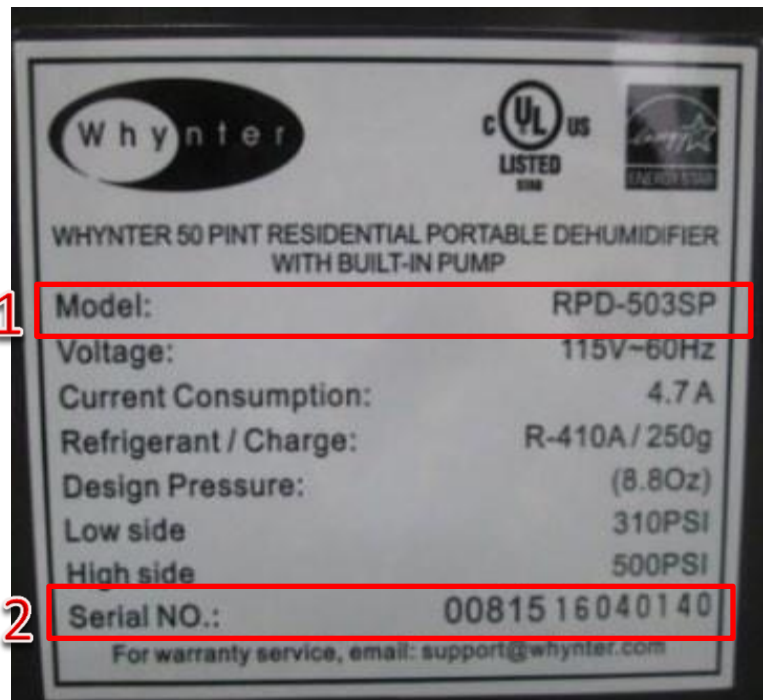 Whynter
C UL US
LISTED
ENERGY STAR
WHYNTER 50 PINT RESIDENTIAL PORTABLE DEHUMIDIFIER
WITH BUILT-IN PUMP
1
Model: RPD-503SP
Voltage: 115V~60Hz
Current Consumption: 4.7 A
Refrigerant / Charge: R-410A / 250g
Design Pressure: (8.8Oz)
Low side 310PSI
High side 500PSI
2
Serial NO.: 008151604014​0
For warranty service, email: support@whynter.com